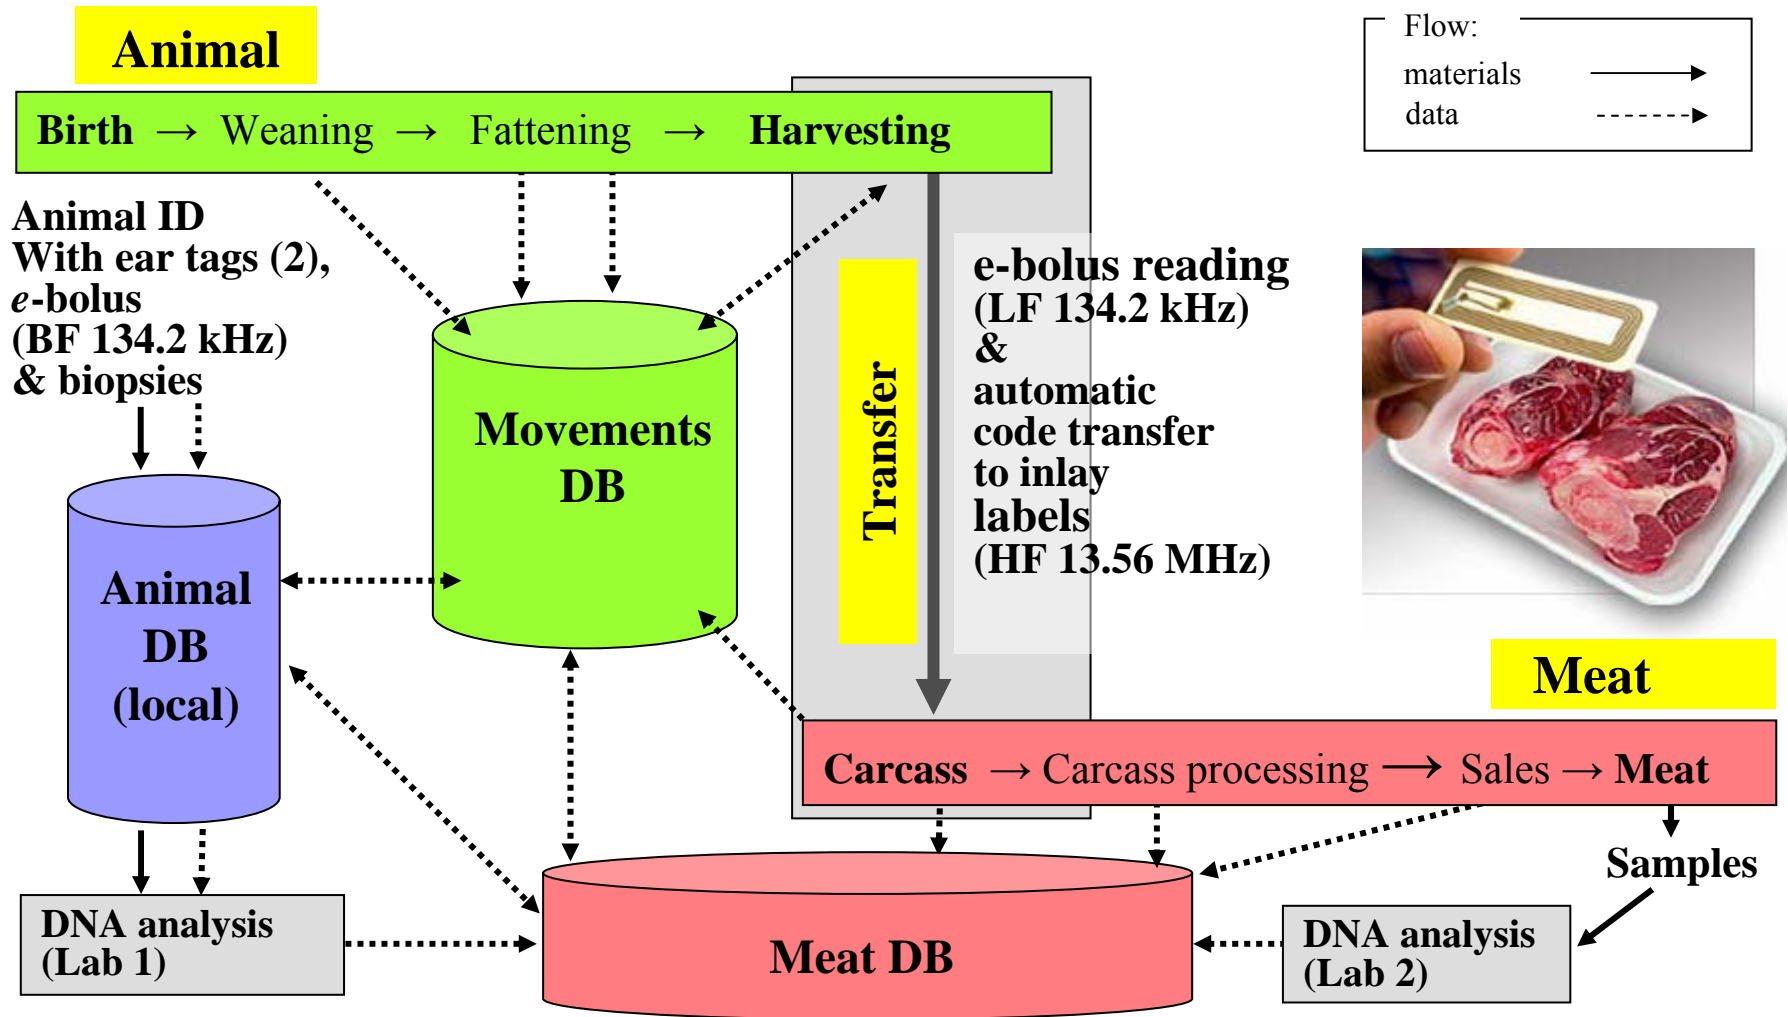 Animal
Flow:
materials
data
Birth → Weaning → Fattening → Harvesting
Animal ID
With ear tags (2),
e-bolus
(BF 134.2 kHz)
& biopsies
Movements
DB
Transfer
e-bolus reading
(LF 134.2 kHz)
&
automatic
code transfer
to inlay
labels
(HF 13.56 MHz)
Animal
DB
(local)
Meat
Carcass → Carcass processing → Sales → Meat
Samples
DNA analysis
(Lab 1)
Meat DB
DNA analysis
(Lab 2)